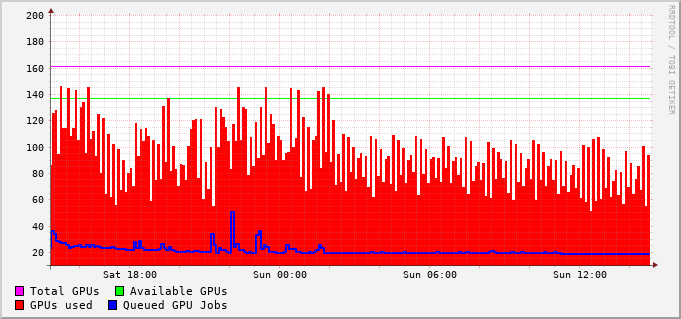 200
180
160
140
120
100
80
60
40
20
Sat 18:00 Sun 00:00 Sun 06:00 Sun 12:00
Total GPUs Available GPUs
GPUs used Queued GPU Jobs
RRDTOOL / TOBI OETIKER